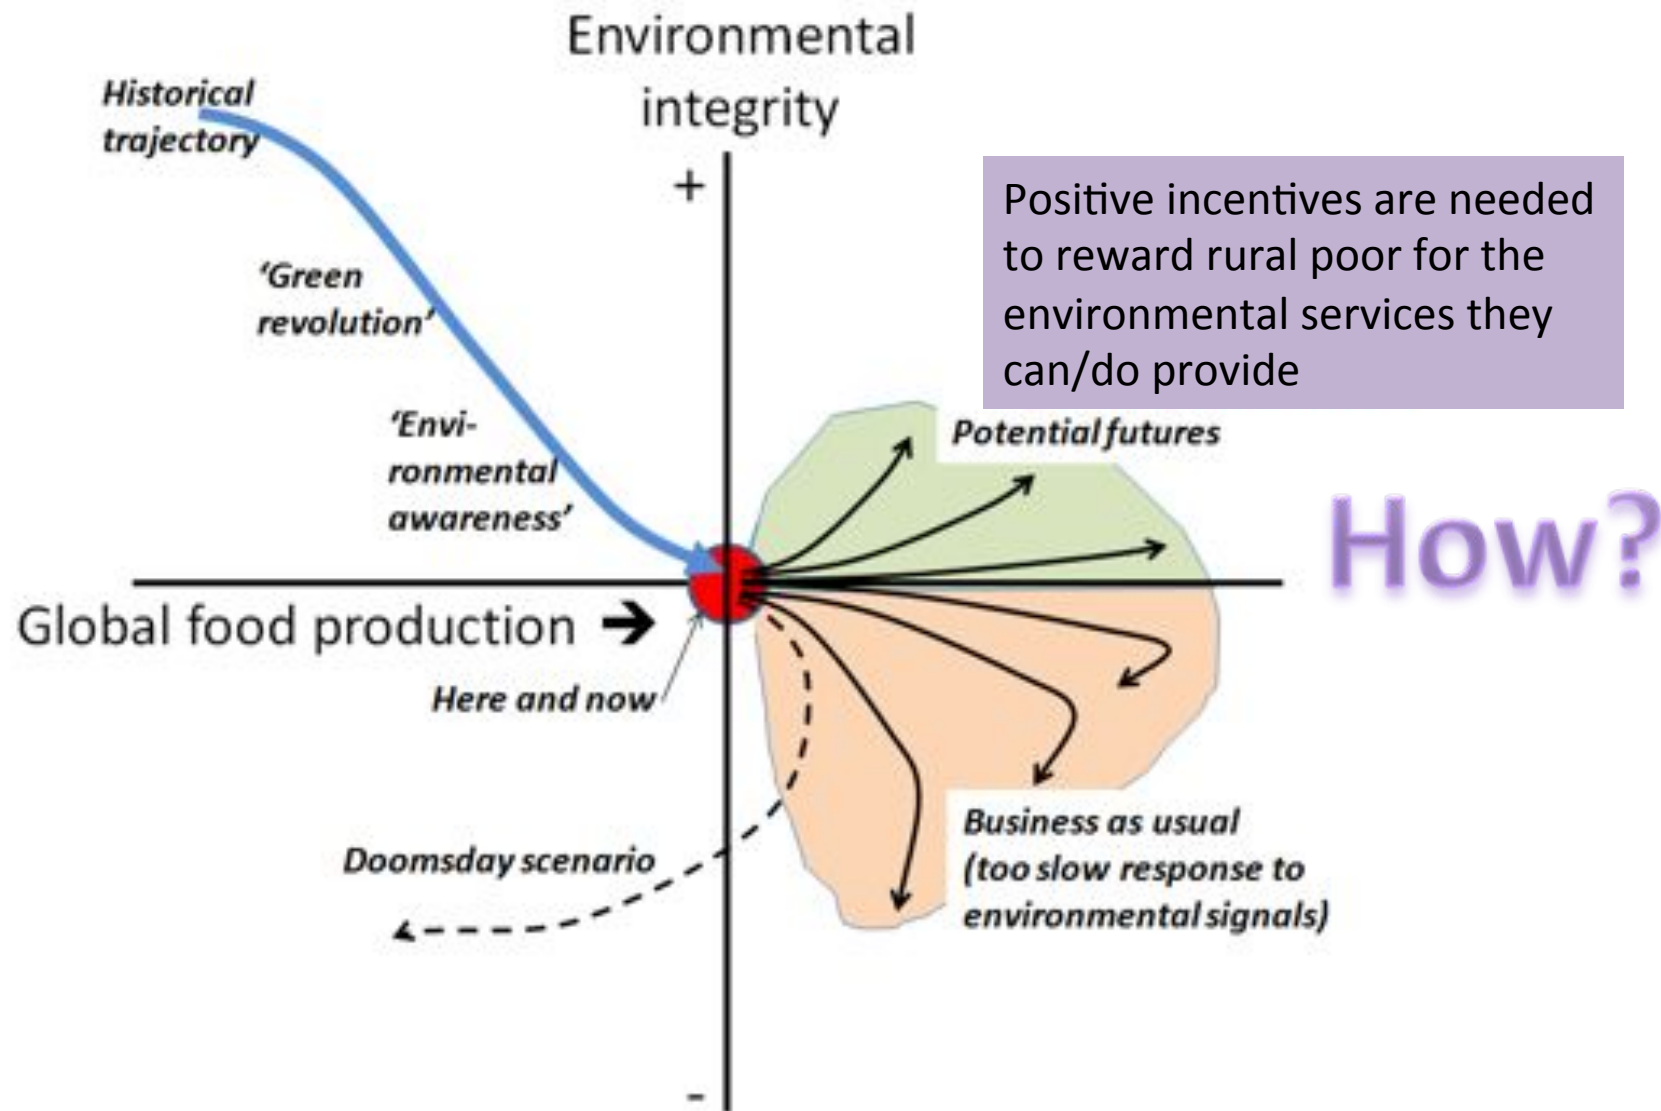 Environmental
integrity
Historical
trajectory
+
Positive incentives are needed
to reward rural poor for the
environmental services they
can/do provide
‘Green
revolution’
‘Envi-
ronmental
awareness’
Potential futures
How?
Global food production ➔
Here and now
Doomsday scenario
Business as usual
(too slow response to
environmental signals)
-